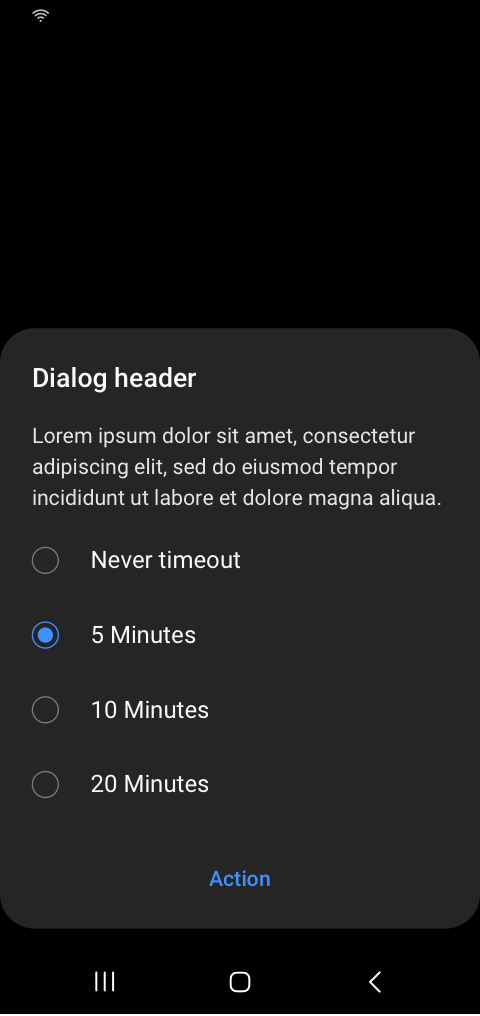 Dialog header
Lorem ipsum dolor sit amet, consectetur
adipiscing elit, sed do eiusmod tempor
incididunt ut labore et dolore magna aliqua.
Never timeout
5 Minutes
10 Minutes
20 Minutes
Action